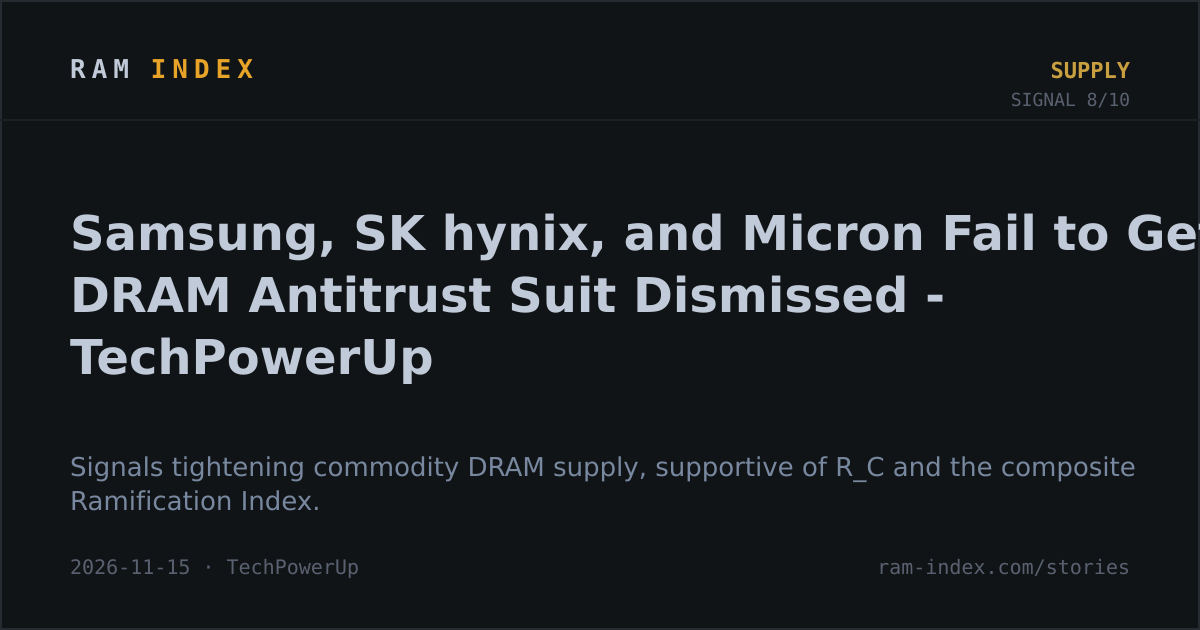 RAM INDEX
SUPPLY
SIGNAL 8/10
Samsung, SK hynix, and Micron Fail to Get
DRAM Antitrust Suit Dismissed -
TechPowerUp
Signals tightening commodity DRAM supply, supportive of R_C and the composite
Ramification Index.
2026-11-15 · TechPowerUp
ram-index.com/stories